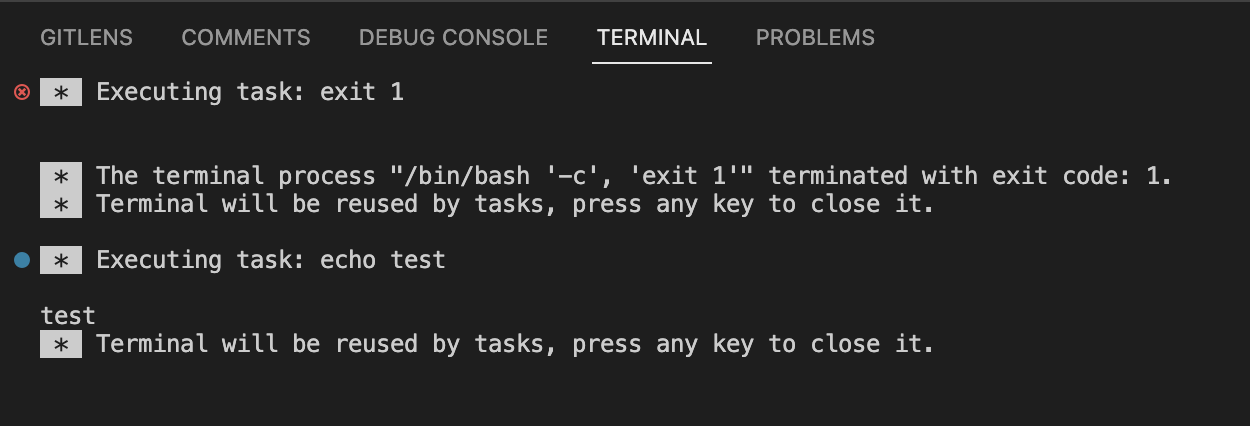 GITLENS COMMENTS DEBUG CONSOLE TERMINAL PROBLEMS
* Executing task: exit 1
* The terminal process "/bin/bash '-c', 'exit 1'" terminated with exit code: 1.
* Terminal will be reused by tasks, press any key to close it.
* Executing task: echo test
test
* Terminal will be reused by tasks, press any key to close it.